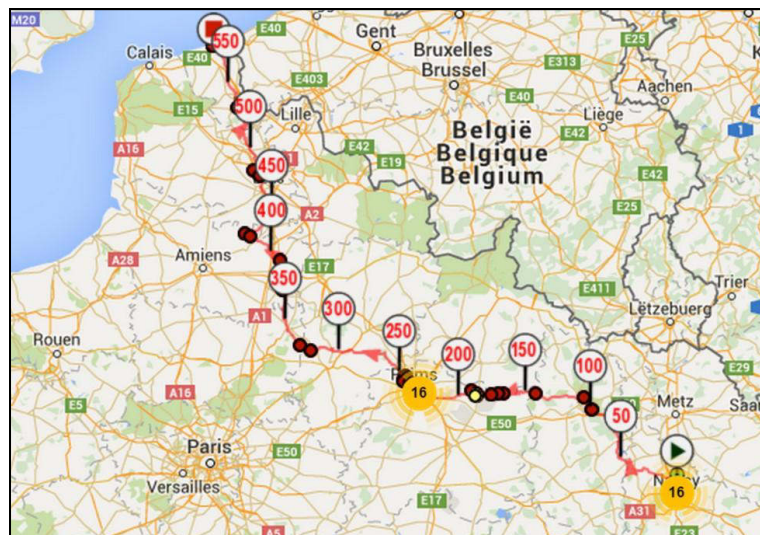 M20
E40
E40
550
Gent
Calais
E40
Bruxelles
Brussel
E25
E313
E403
Aachen
E15
500
Lille
E40
Liège
1
België
Belgique
Belgium
E42
A16
E42
E19
450
E42
400
A2
E25
Amiens
A28
E17
350
E411
Trier
300
A1
Lëtzebuerg
Rouen
250
200
150
100
E29
16
A16
E5
Metz
50
E50
Paris
E50
Versailles
E17
16
A31
A5
E23